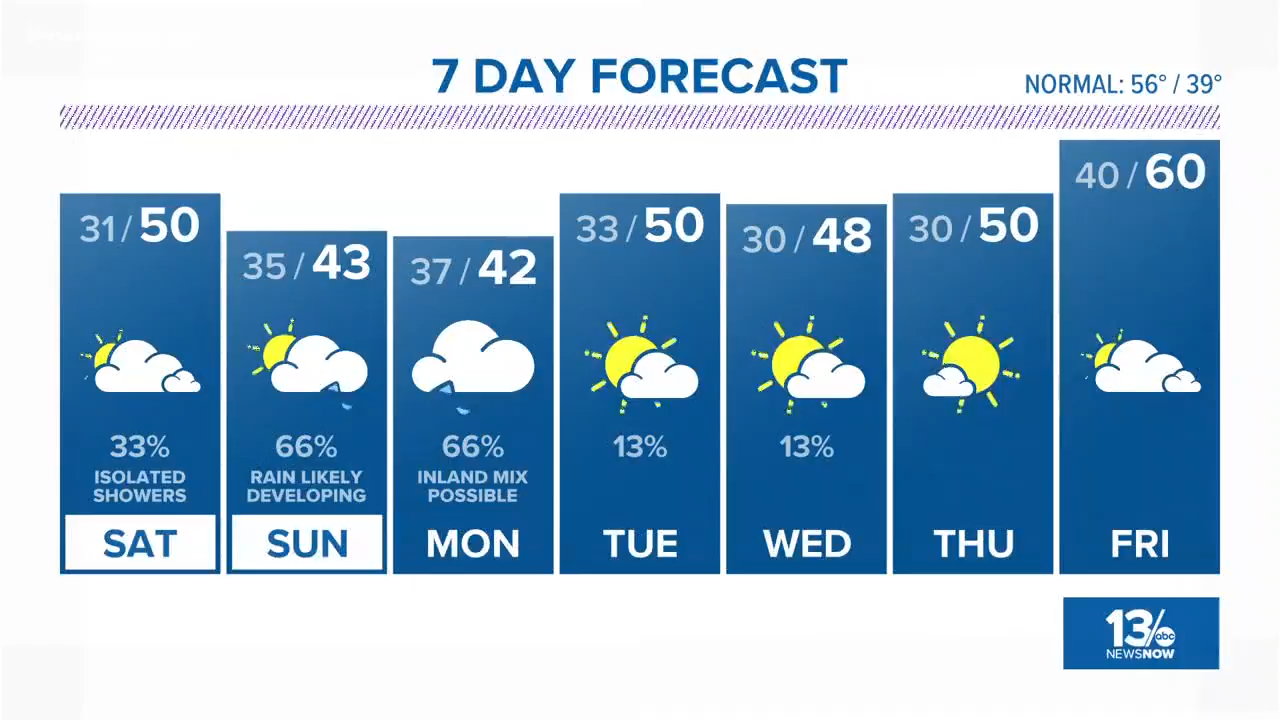 7 DAY FORECAST
NORMAL: 56° / 39°
31 / 50
33%
ISOLATED
SHOWERS
SAT
35 / 43
66%
RAIN LIKELY
DEVELOPING
SUN
37 / 42
66%
INLAND MIX
POSSIBLE
MON
33 / 50
13%
TUE
30 / 48
13%
WED
30 / 50
THU
40 / 60
FRI
13 abc
NEWSNOW